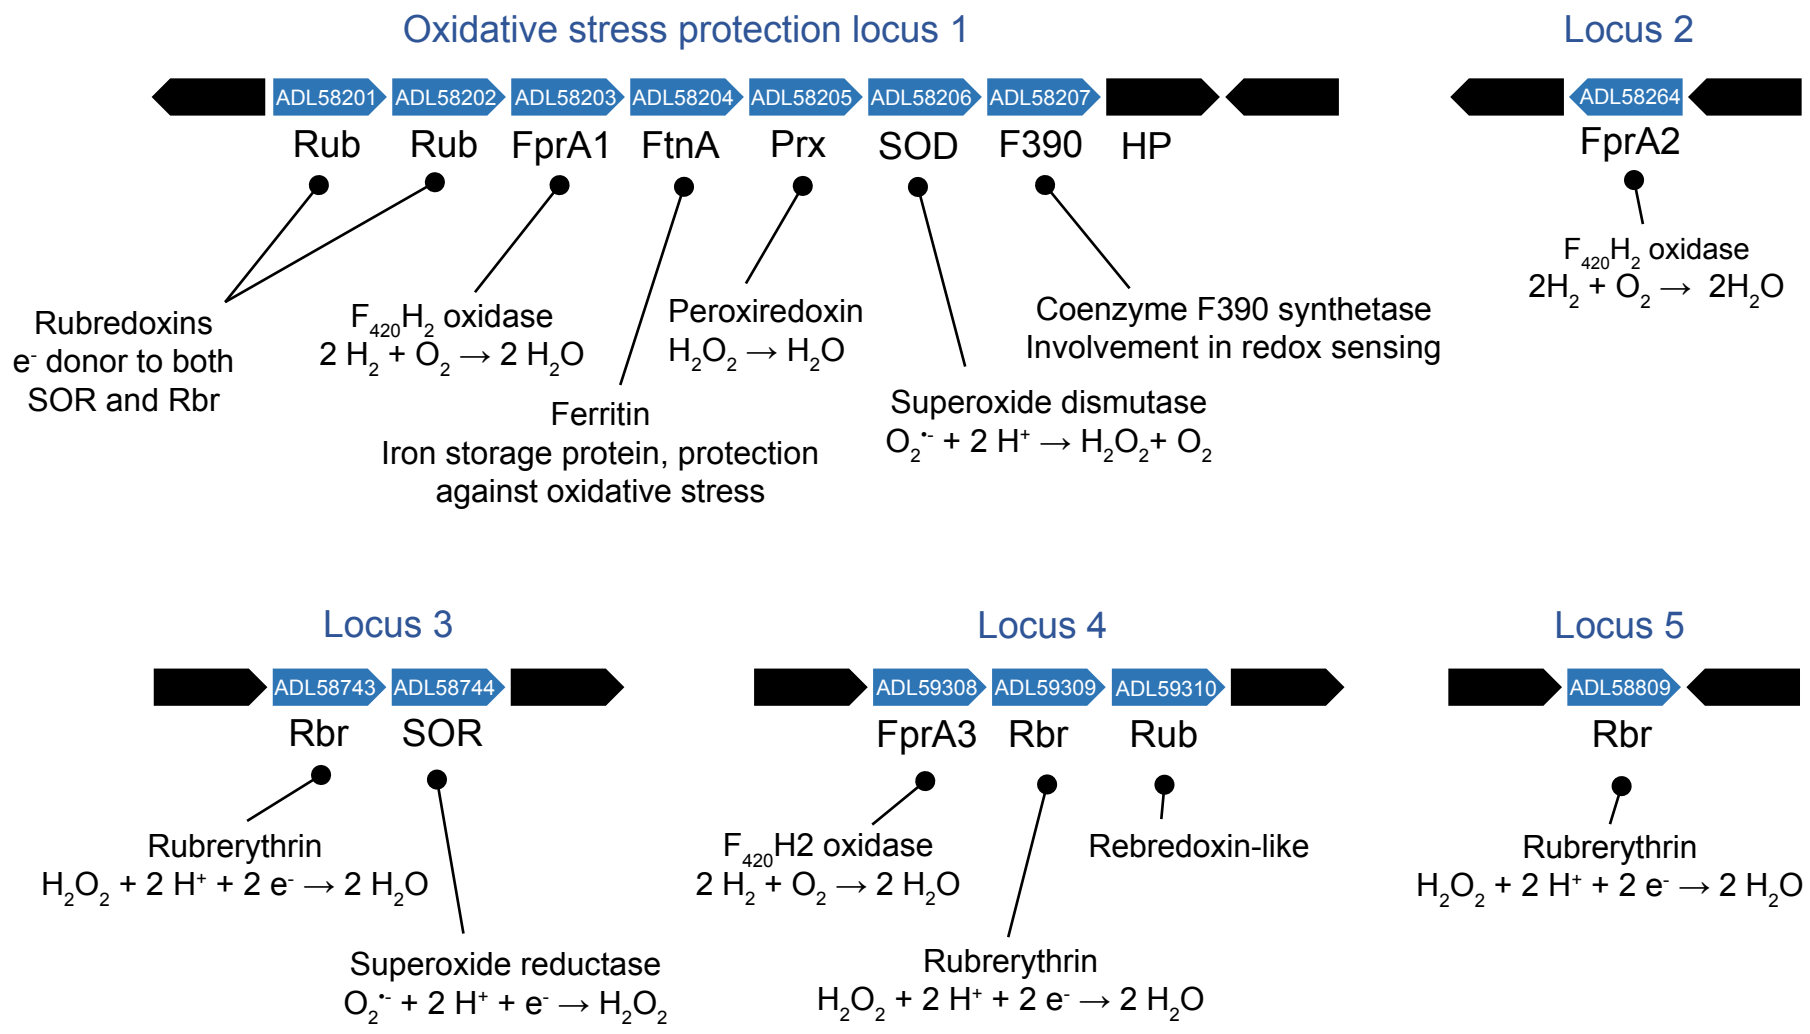 Oxidative stress protection locus 1
Locus 2
ADL58201 ADL58202 ADL58203 ADL58204 ADL58205 ADL58206 ADL58207
ADL58264
Rub Rub FprA1 FtnA Prx SOD F390 HP
FprA2
Rubredoxins
e⁻ donor to both
SOR and Rbr
F₄₂₀H₂ oxidase
2 H₂ + O₂ → 2 H₂O
Ferritin
Iron storage protein, protection
against oxidative stress
Peroxiredoxin
H₂O₂ → H₂O
Superoxide dismutase
O₂•⁻ + 2 H⁺ → H₂O₂+ O₂
Coenzyme F390 synthetase
Involvement in redox sensing
F₄₂₀H₂ oxidase
2H₂ + O₂ → 2H₂O
Locus 3
Locus 4
Locus 5
ADL58743 ADL58744
ADL59308 ADL59309 ADL59310
ADL58809
Rbr SOR
FprA3 Rbr Rub
Rbr
Rubrerythrin
H₂O₂ + 2 H⁺ + 2 e⁻ → 2 H₂O
Superoxide reductase
O₂•⁻ + 2 H⁺ + e⁻ → H₂O₂
F₄₂₀H2 oxidase
2 H₂ + O₂ → 2 H₂O
Rubrerythrin
H₂O₂ + 2 H⁺ + 2 e⁻ → 2 H₂O
Rebredoxin-like
Rubrerythrin
H₂O₂ + 2 H⁺ + 2 e⁻ → 2 H₂O